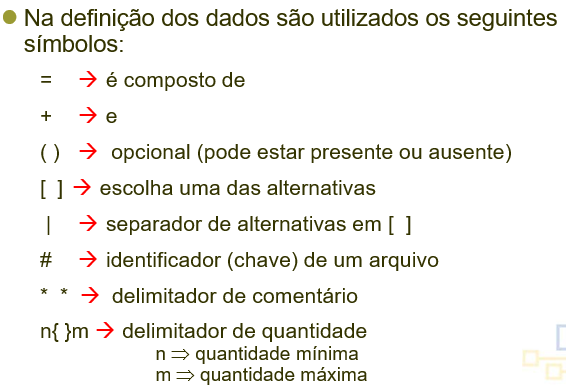 ● Na definição dos dados são utilizados os seguintes
símbolos:
= → é composto de
+ → e
( ) → opcional (pode estar presente ou ausente)
[ ] → escolha uma das alternativas
| → separador de alternativas em [ ]
# → identificador (chave) de um arquivo
* * → delimitador de comentário
n{ }m → delimitador de quantidade
n ⇒ quantidade mínima
m ⇒ quantidade máxima